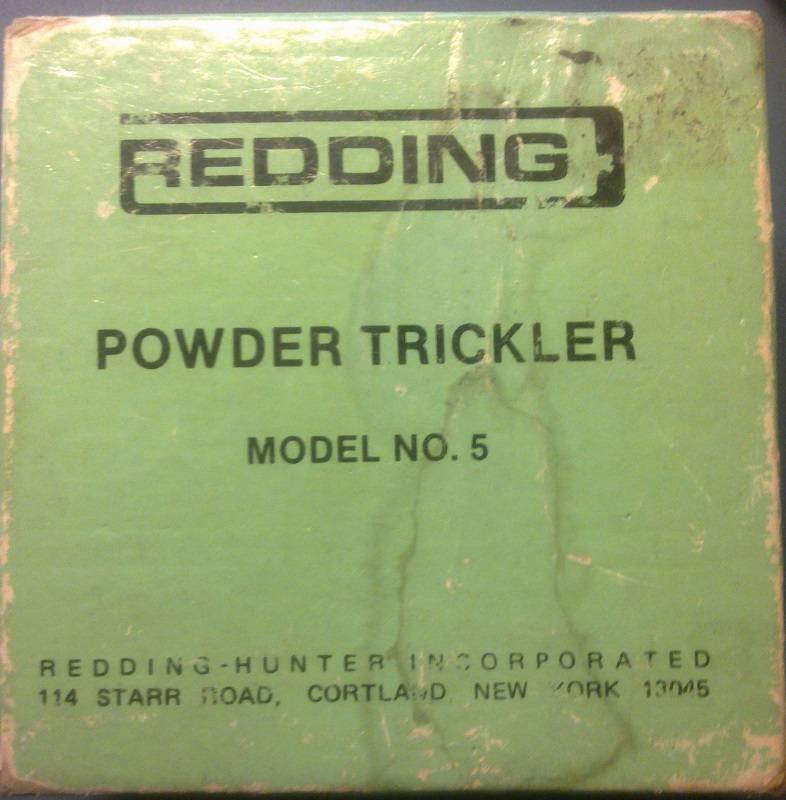 REDDING
POWDER TRICKLER
MODEL NO. 5
REDDING-HUNTER INCORPORATED
114 STARR ROAD, CORTLAND, NEW YORK 13045